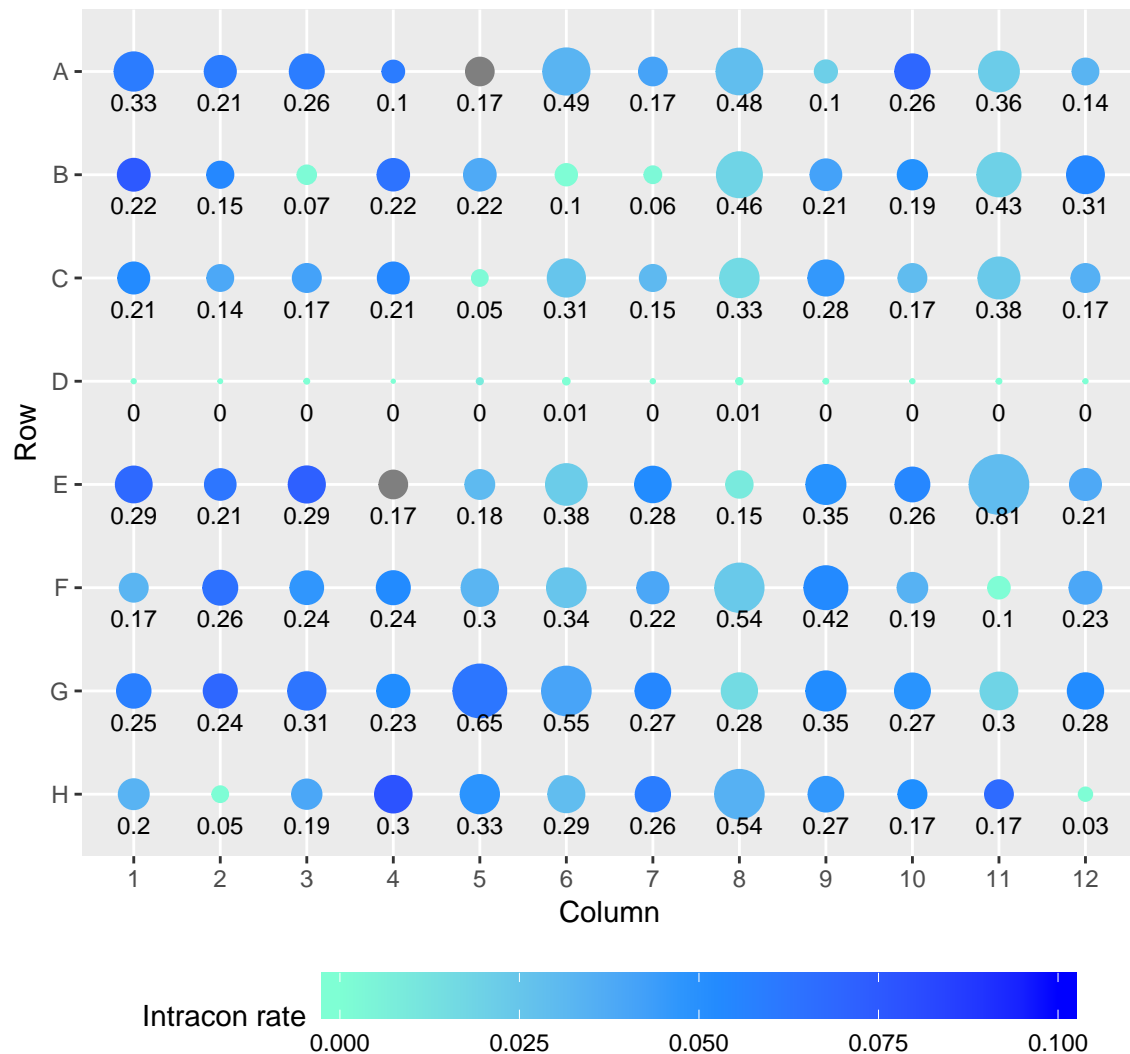 A
0.33 0.21 0.26 0.1 0.17 0.49 0.17 0.48 0.1 0.26 0.36 0.14
B
0.22 0.15 0.07 0.22 0.22 0.1 0.06 0.46 0.21 0.19 0.43 0.31
C
0.21 0.14 0.17 0.21 0.05 0.31 0.15 0.33 0.28 0.17 0.38 0.17
D
0 0 0 0 0 0.01 0 0.01 0 0 0 0
Row
E
0.29 0.21 0.29 0.17 0.18 0.38 0.28 0.15 0.35 0.26 0.81 0.21
F
0.17 0.26 0.24 0.24 0.3 0.34 0.22 0.54 0.42 0.19 0.1 0.23
G
0.25 0.24 0.31 0.23 0.65 0.55 0.27 0.28 0.35 0.27 0.3 0.28
H
0.2 0.05 0.19 0.3 0.33 0.29 0.26 0.54 0.27 0.17 0.17 0.03
1 2 3 4 5 6 7 8 9 10 11 12
Column
Intracon rate
0.000 0.025 0.050 0.075 0.100